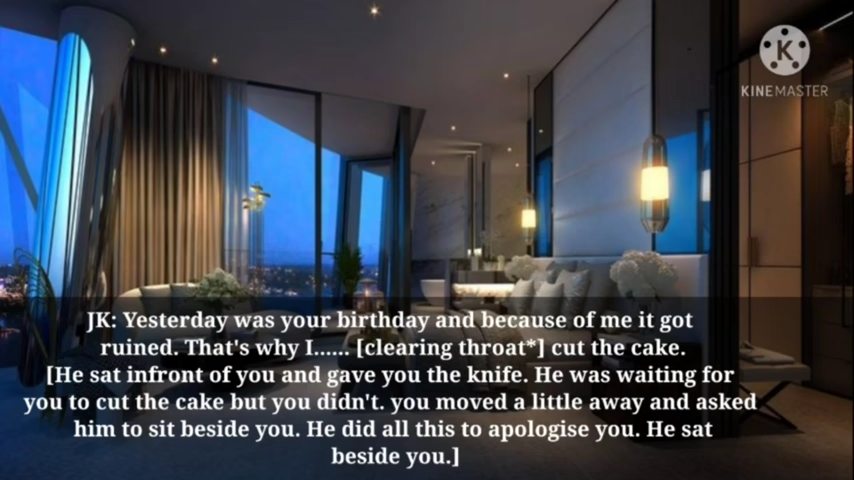 KINEMASTER
JK: Yesterday was your birthday and because of me it got
ruined. That's why I...... [clearing throat*] cut the cake.
[He sat infront of you and gave you the knife. He was waiting for
you to cut the cake but you didn't. you moved a little away and asked
him to sit beside you. He did all this to apologise you. He sat
beside you.]